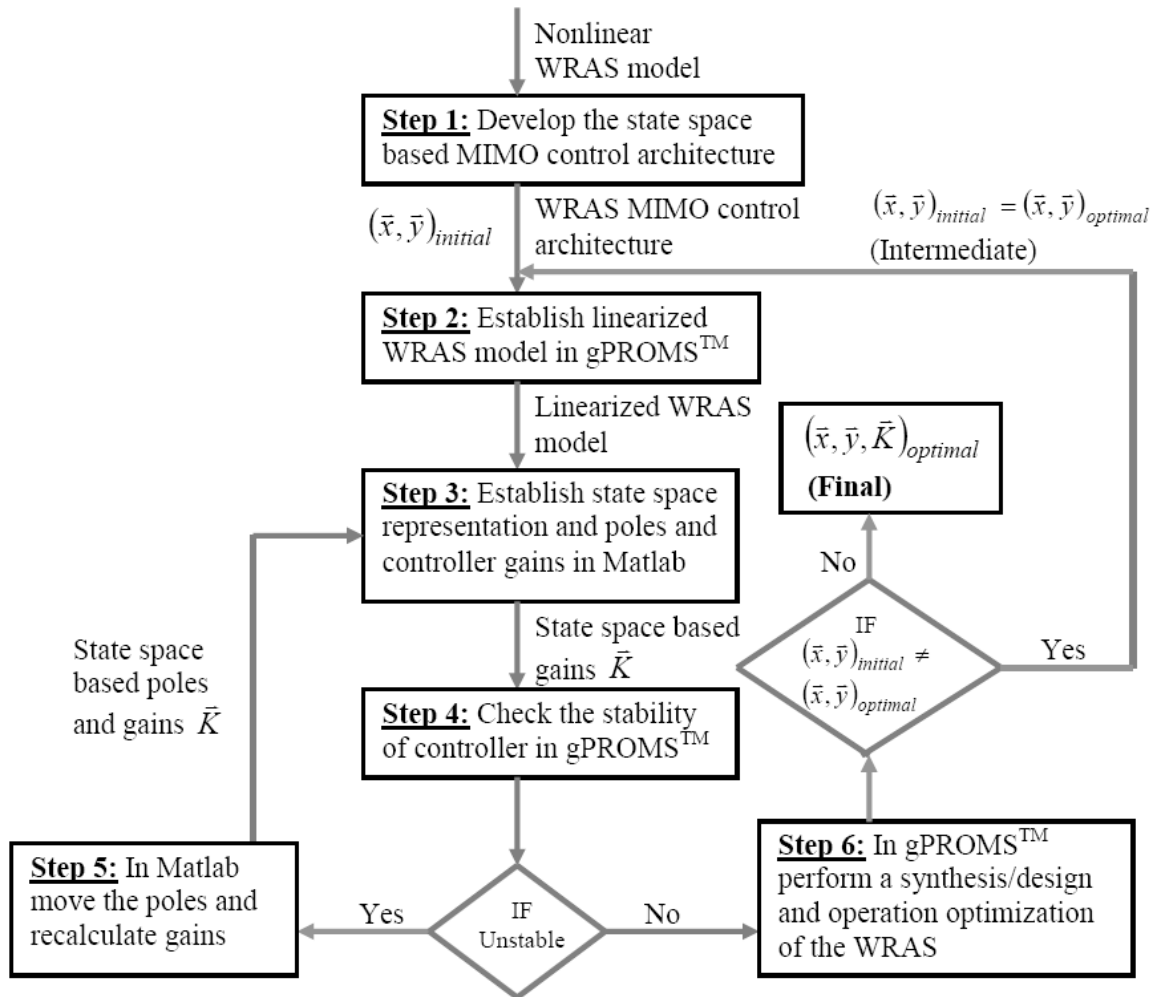 Nonlinear
WRAS model
Step 1: Develop the state space
based MIMO control architecture
(x̄, ȳ)initial
WRAS MIMO control
architecture
(x̄, ȳ)initial = (x̄, ȳ)optimal
(Intermediate)
Step 2: Establish linearized
WRAS model in gPROMS™
Linearized WRAS
model
(x̄, ȳ, K̄)optimal
(Final)
Step 3: Establish state space
representation and poles and
controller gains in Matlab
No
State space based
gains K̄
IF
(x̄, ȳ)initial ≠
(x̄, ȳ)optimal
Yes
State space
based poles
and gains K̄
Step 4: Check the stability
of controller in gPROMS™
Step 5: In Matlab
move the poles and
recalculate gains
Yes
IF
Unstable
No
Step 6: In gPROMS™
perform a synthesis/design
and operation optimization
of the WRAS